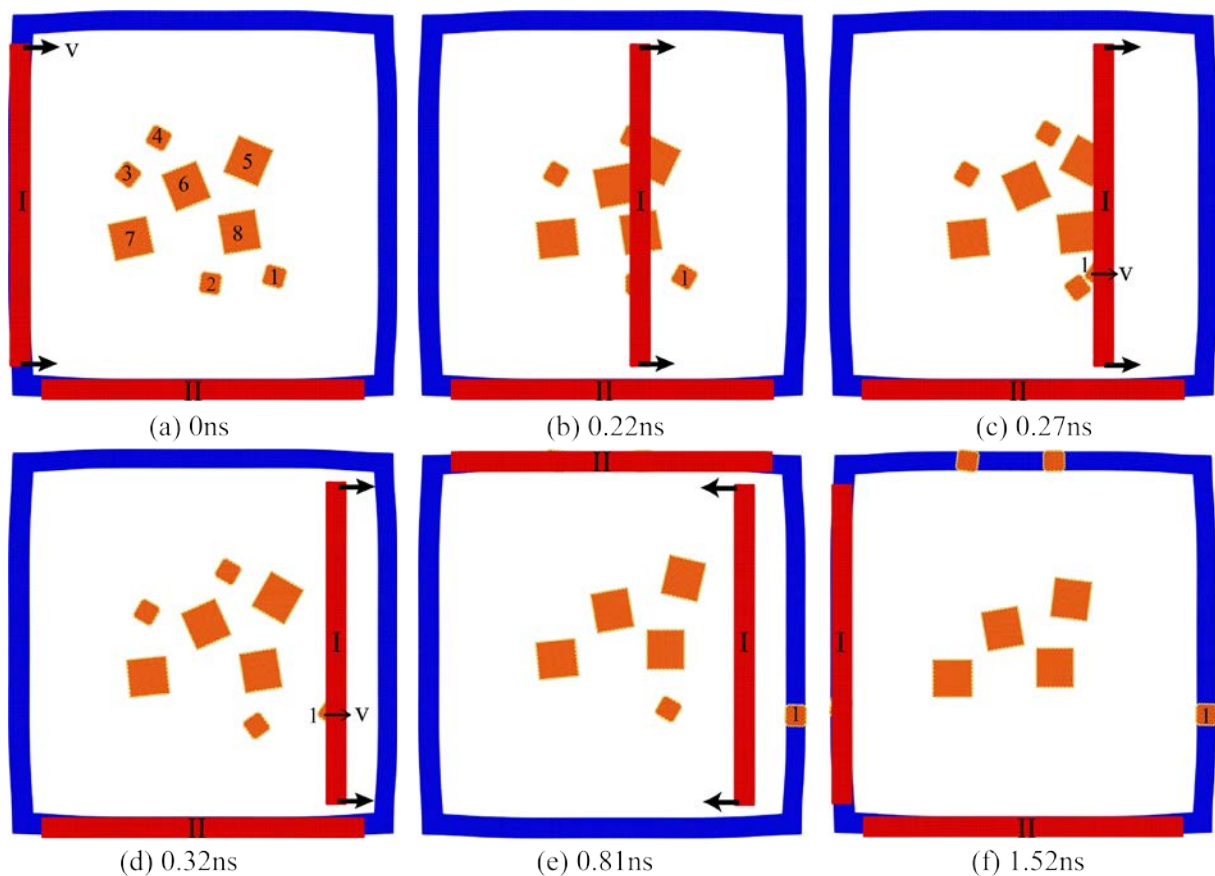 v
4
5
3
6
I
7
8
2
1
II
(a) 0ns
I
1
II
(b) 0.22ns
I
1
v
II
(c) 0.27ns
I
1
v
II
(d) 0.32ns
II
I
1
(e) 0.81ns
I
1
II
(f) 1.52ns